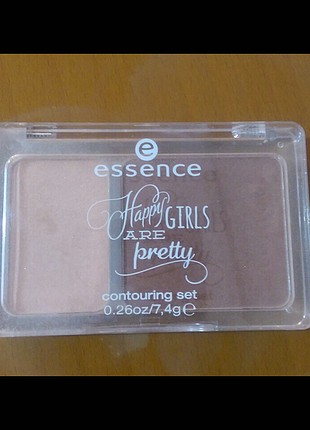 e
essence
Happy GIRLS
ARE
pretty
contouring set
0.26oz/7,4g℮